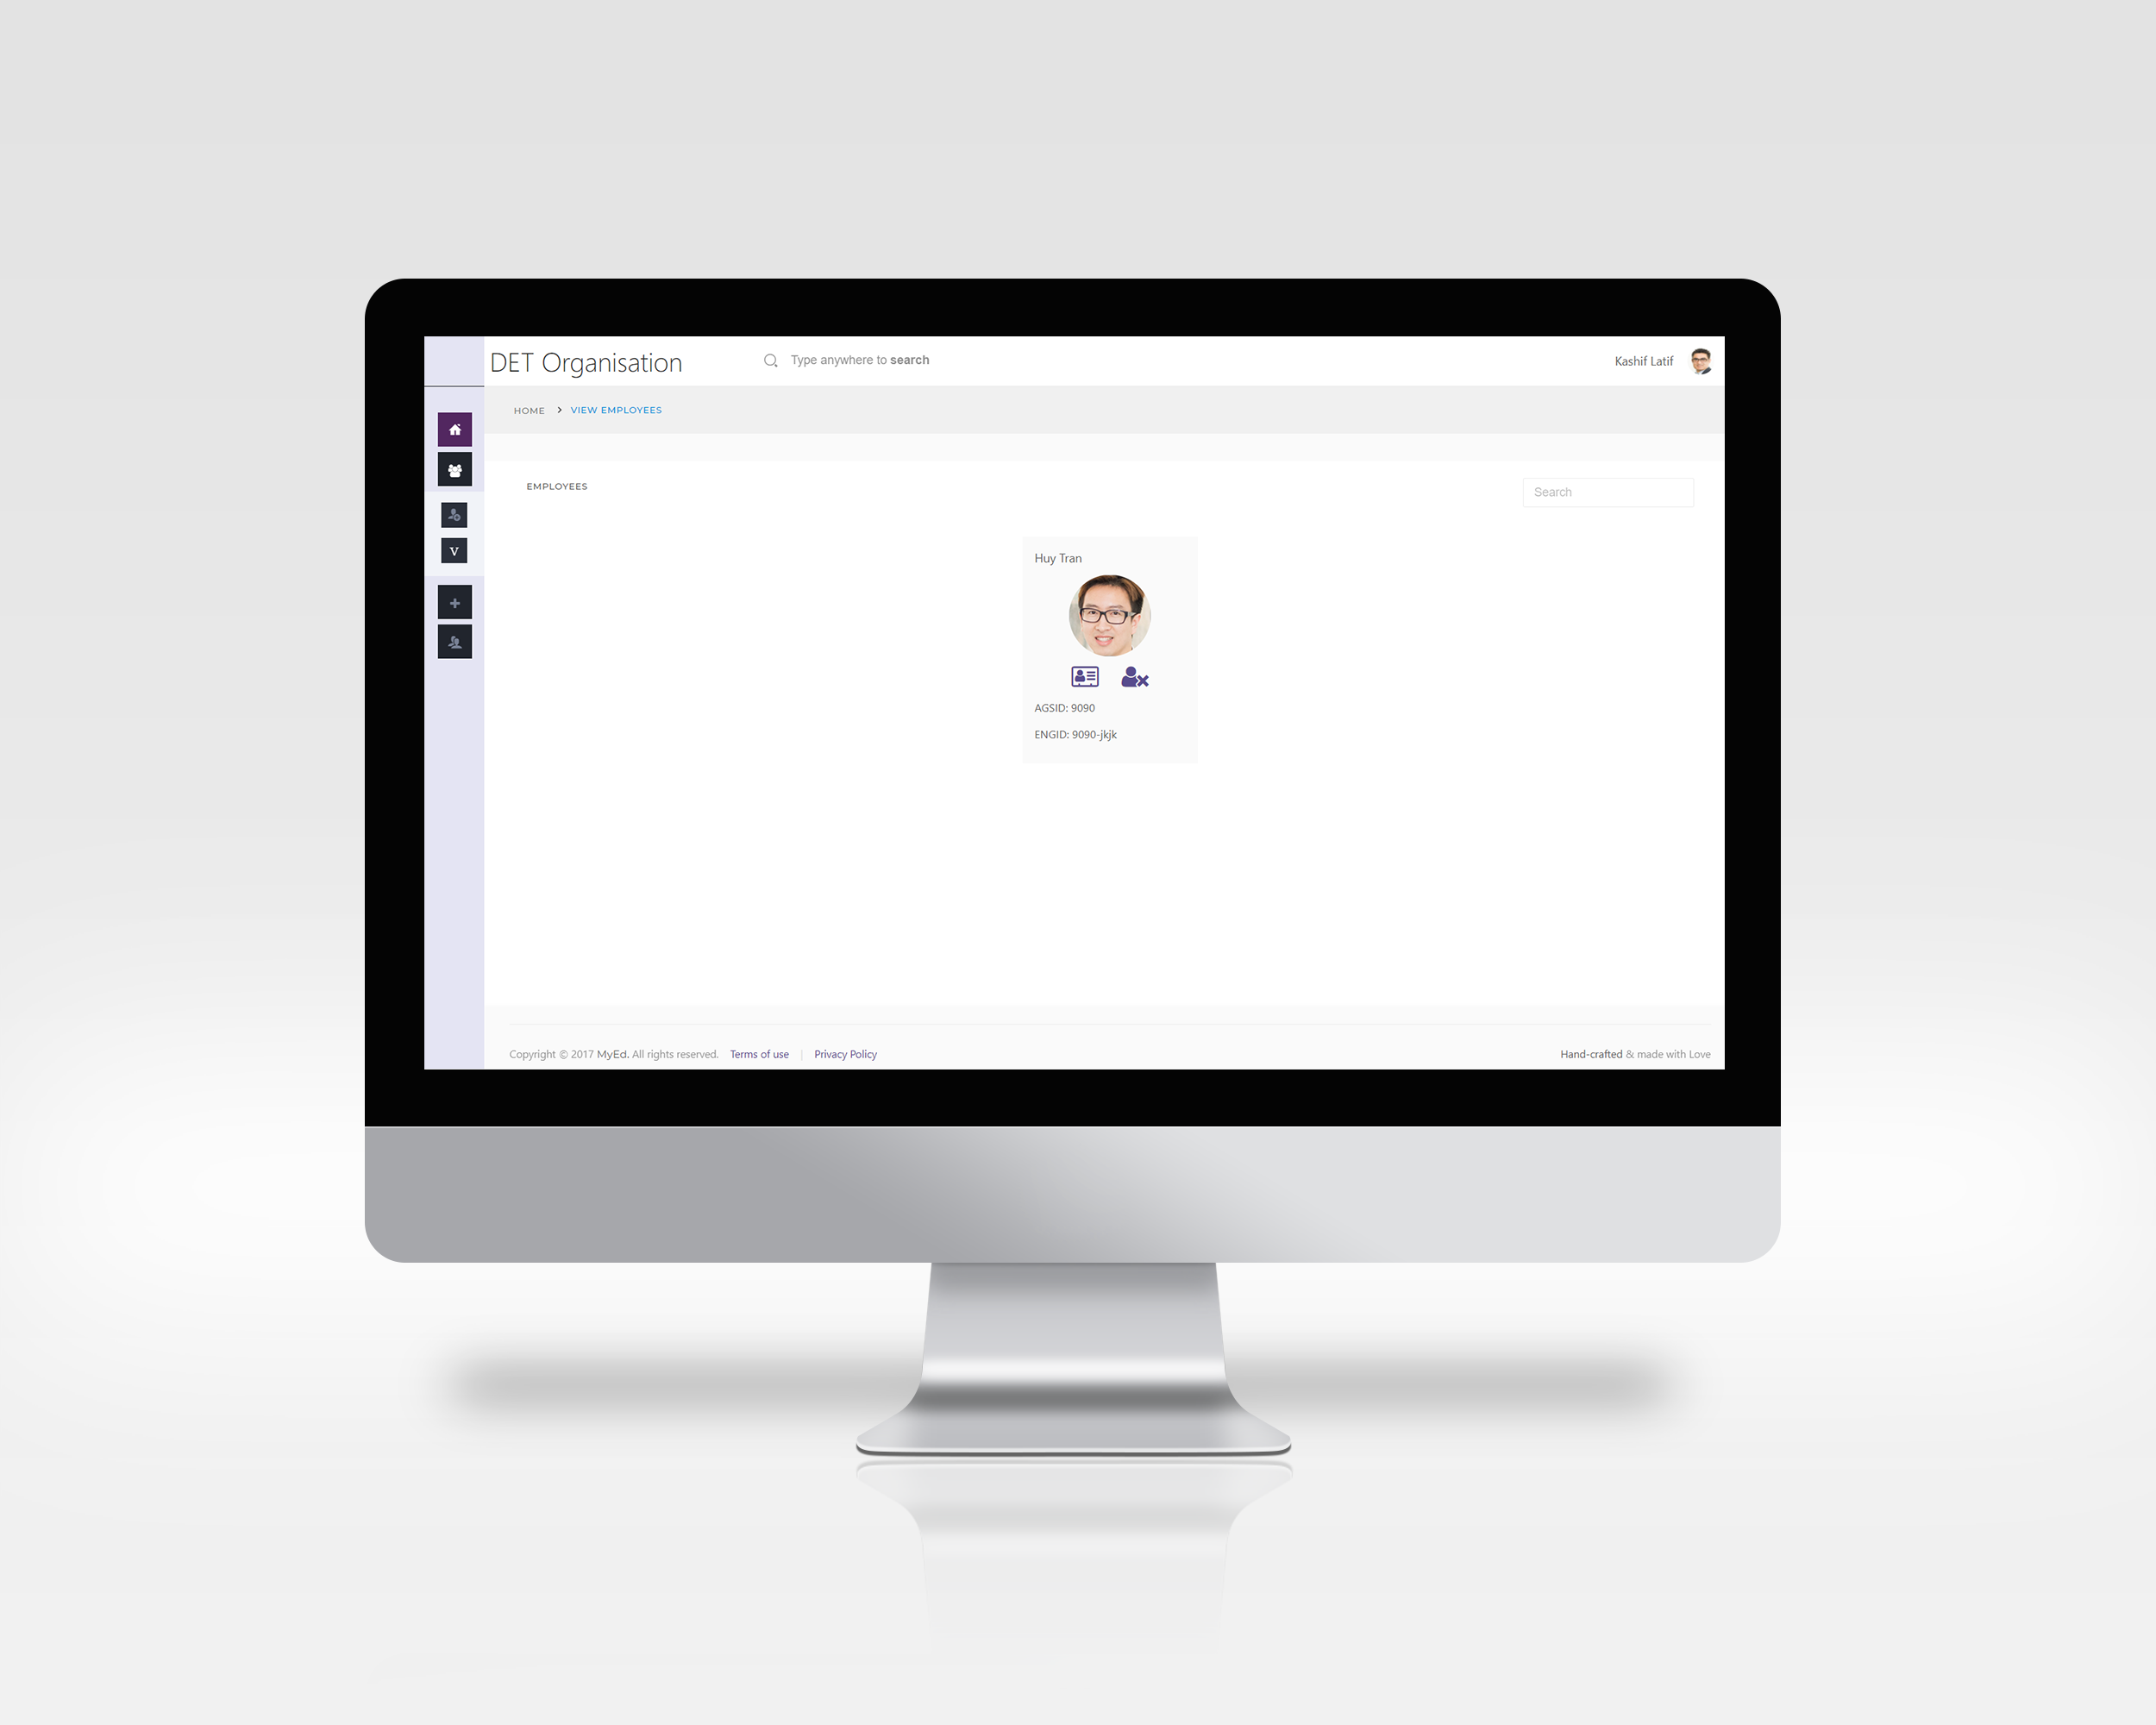 DET Organisation
Type anywhere to search
Kashif Latif
HOME > VIEW EMPLOYEES
EMPLOYEES
Search
Huy Tran
AGSID: 9090
ENGID: 9090-jkjk
V
Copyright © 2017 MyEd. All rights reserved. Terms of use | Privacy Policy
Hand-crafted & made with Love